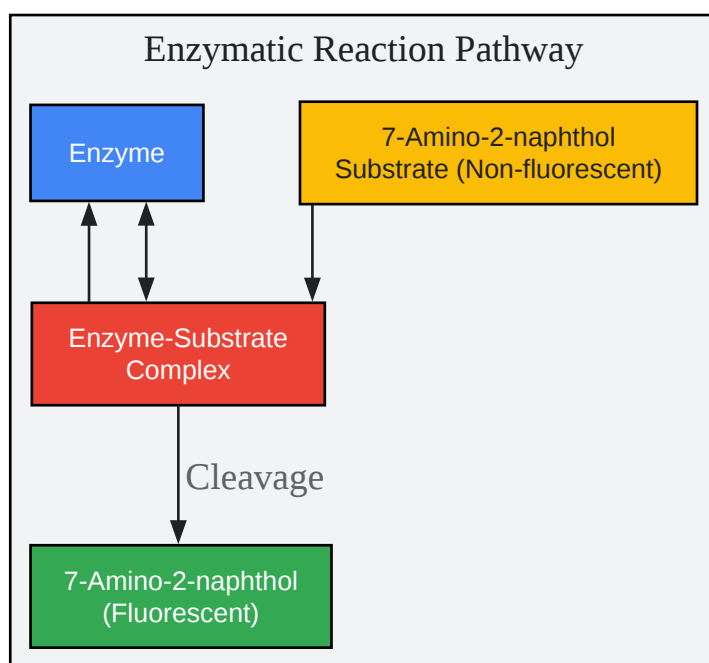 Enzymatic Reaction Pathway
Enzyme
7-Amino-2-naphthol
Substrate (Non-fluorescent)
Enzyme-Substrate
Complex
Cleavage
7-Amino-2-naphthol
(Fluorescent)